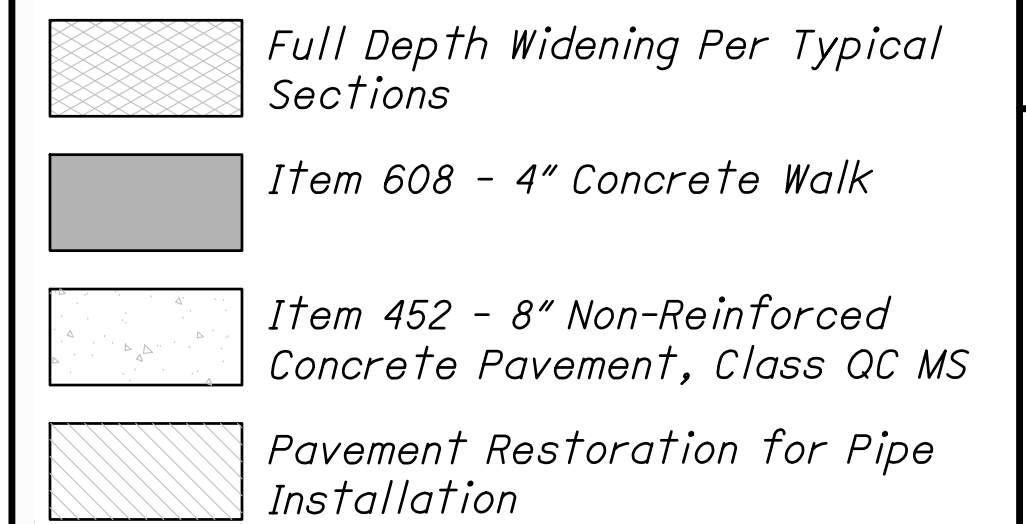 Full Depth Widening Per Typical
Sections
Item 608 - 4" Concrete Walk
Item 452 - 8" Non-Reinforced
Concrete Pavement, Class QC MS
Pavement Restoration for Pipe
Installation